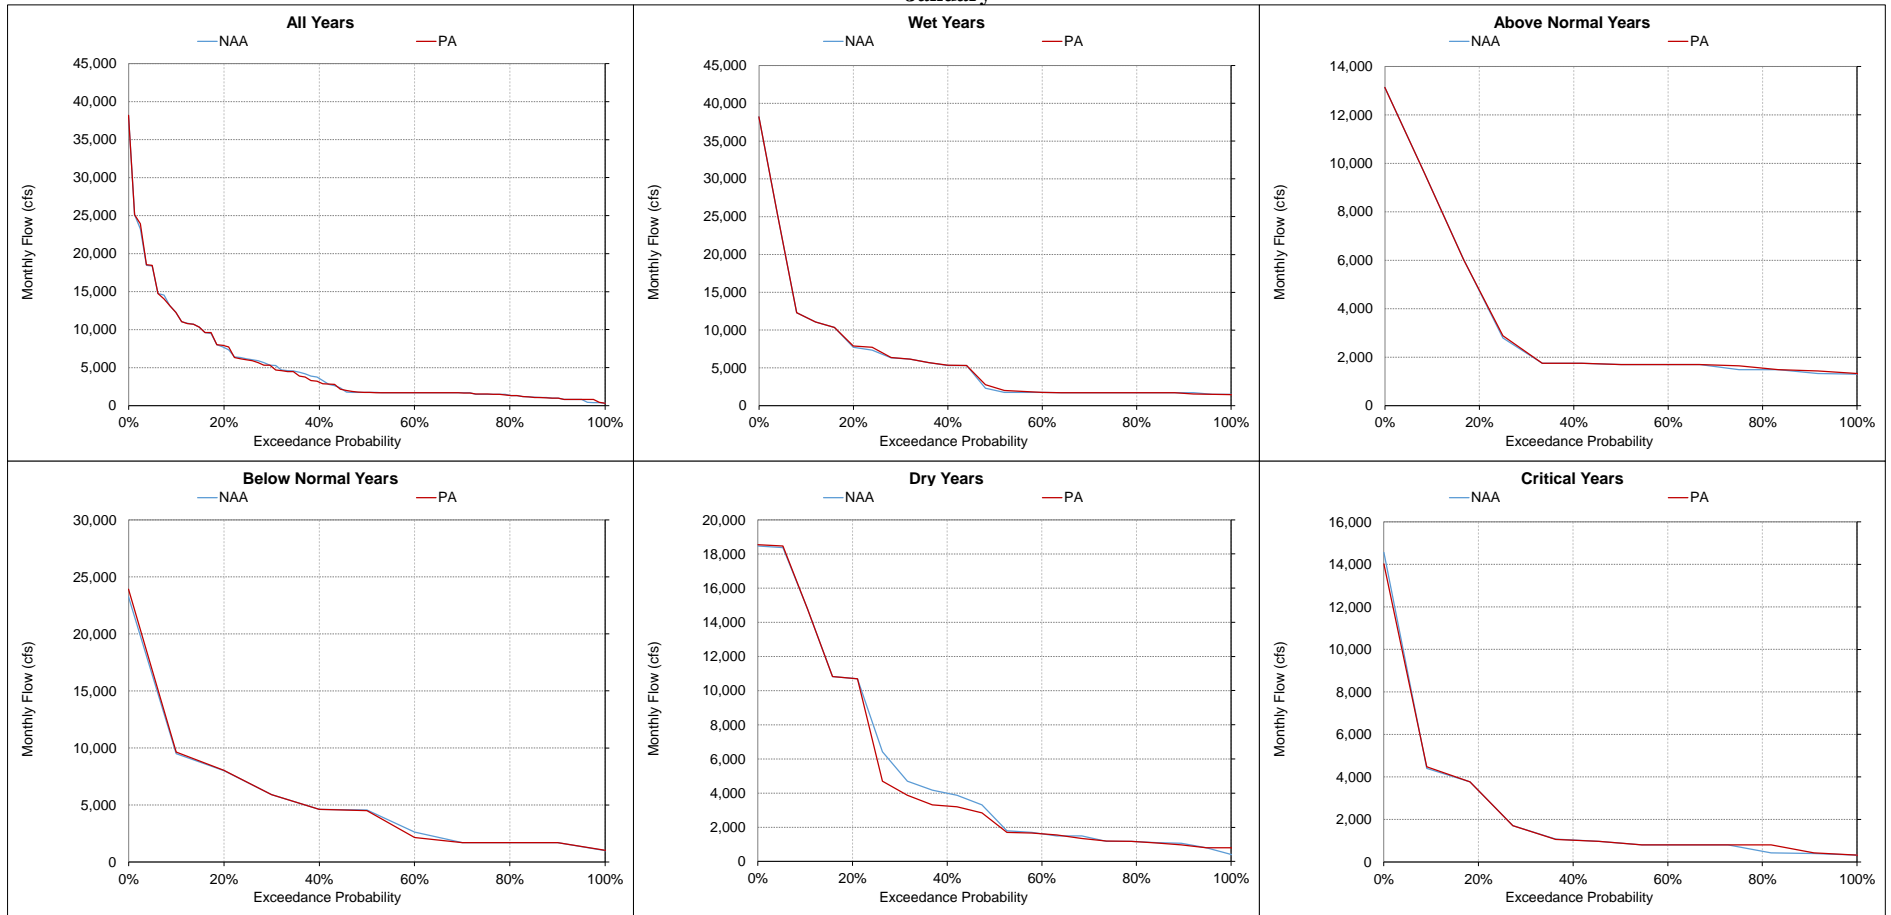 All Years
NAA PA
45,000
40,000
35,000
30,000
25,000
20,000
15,000
10,000
5,000
0
Monthly Flow (cfs)
0% 20% 40% 60% 80% 100%
Exceedance Probability
Wet Years
NAA PA
45,000
40,000
35,000
30,000
25,000
20,000
15,000
10,000
5,000
0
Monthly Flow (cfs)
0% 20% 40% 60% 80% 100%
Exceedance Probability
Above Normal Years
NAA PA
14,000
12,000
10,000
8,000
6,000
4,000
2,000
0
Monthly Flow (cfs)
0% 20% 40% 60% 80% 100%
Exceedance Probability
Below Normal Years
NAA PA
30,000
25,000
20,000
15,000
10,000
5,000
0
Monthly Flow (cfs)
0% 20% 40% 60% 80% 100%
Exceedance Probability
Dry Years
NAA PA
20,000
18,000
16,000
14,000
12,000
10,000
8,000
6,000
4,000
2,000
0
Monthly Flow (cfs)
0% 20% 40% 60% 80% 100%
Exceedance Probability
Critical Years
NAA PA
16,000
14,000
12,000
10,000
8,000
6,000
4,000
2,000
0
Monthly Flow (cfs)
0% 20% 40% 60% 80% 100%
Exceedance Probability